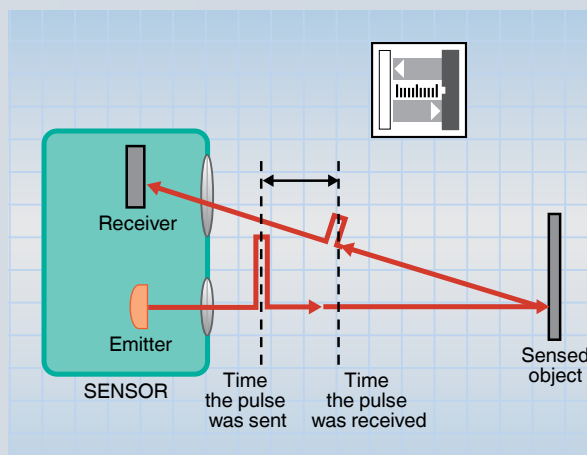 Receiver
Emitter
SENSOR
Time
the pulse
was sent
Time
the pulse
was received
Sensed
object